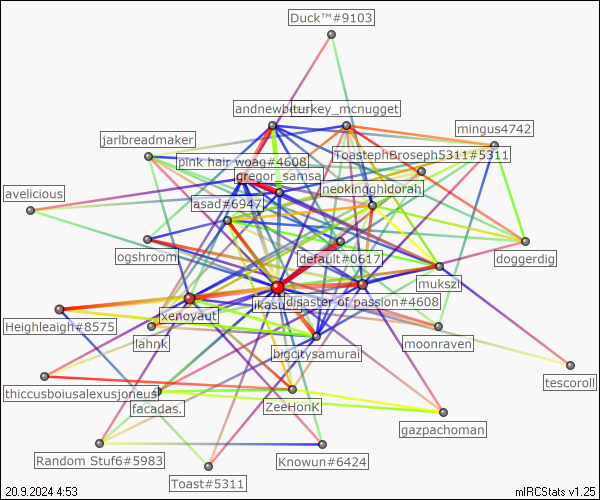 Duck™#9103
turkey_mcnugget
mingus4742
jarlbreadmaker
ToastephBroseph5311#5311
pink hair woag#4608
gregor_samsa
neokingghidorah
avelicious
asad#6947
ogshroom
default#0617
doggerdig
mukszi
disaster of passion#4608
xenoyaut
Heighleaigh#8575
lahnk
moonraven
bigcitysamurai
tescoroll
thiccusboiusalexusjoneus
facadas.
ZeeHonK
gazpachoman
Random Stuf6#5983
Knowun#6424
Toast#5311
20.9.2024 4:53
mIRCStats v1.25